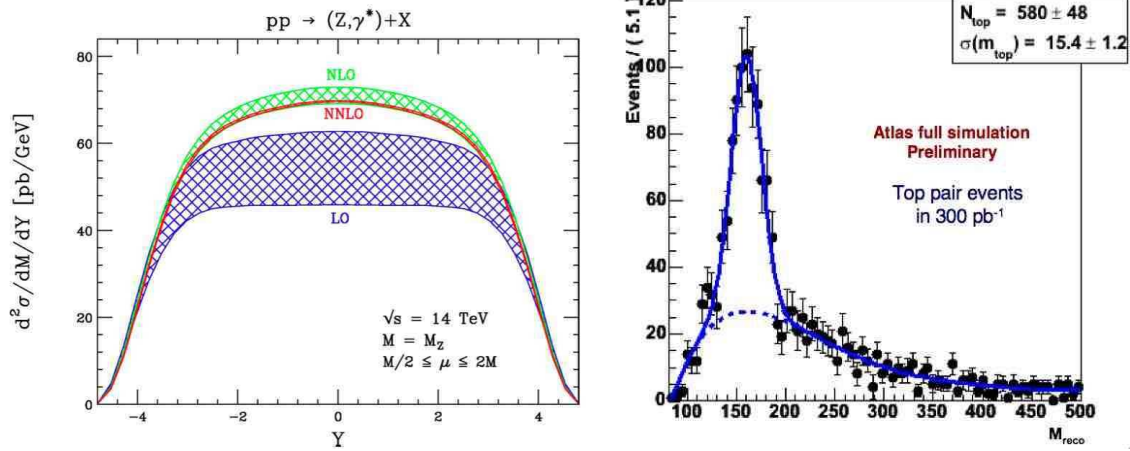 pp → (Z,γ*)+X
d²σ/dM/dY [pb/GeV]
80
60
40
20
0
NLO
NNLO
LO
√s = 14 TeV
M = M_Z
M/2 ≤ μ ≤ 2M
−4
−2
0
2
4
Y
N_top = 580 ± 48
σ(m_top) = 15.4 ± 1.2
Events / ( 5.1 )
120
100
80
60
40
20
0
Atlas full simulation
Preliminary
Top pair events
in 300 pb⁻¹
100
150
200
250
300
350
400
450
500
M_reco